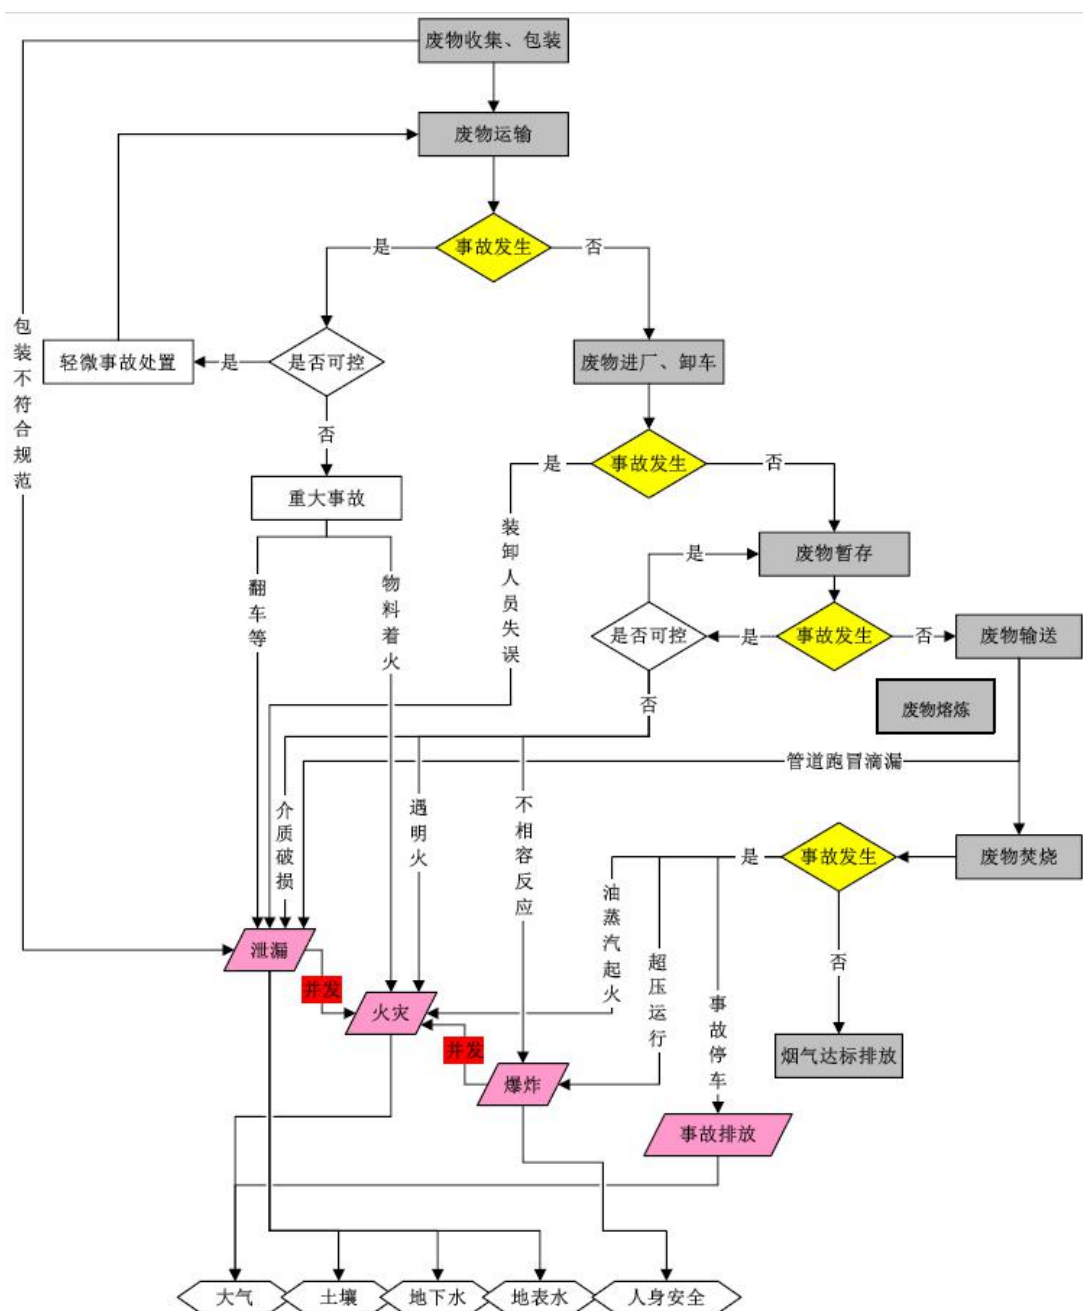 废物收集、包装
废物运输
是
事故发生
否
包装不符合规范
轻微事故处置
是
是否可控
废物进厂、卸车
否
是
事故发生
否
重大事故
装卸人员失误
废物暂存
是
翻车等
物料着火
是否可控
是
事故发生
否
废物输送
否
废物熔炼
管道跑冒滴漏
介质破损
遇明火
不相容反应
是
事故发生
废物焚烧
油蒸汽起火
超压运行
事故停车
否
泄漏
并发
火灾
并发
烟气达标排放
爆炸
事故排放
大气
土壤
地下水
地表水
人身安全